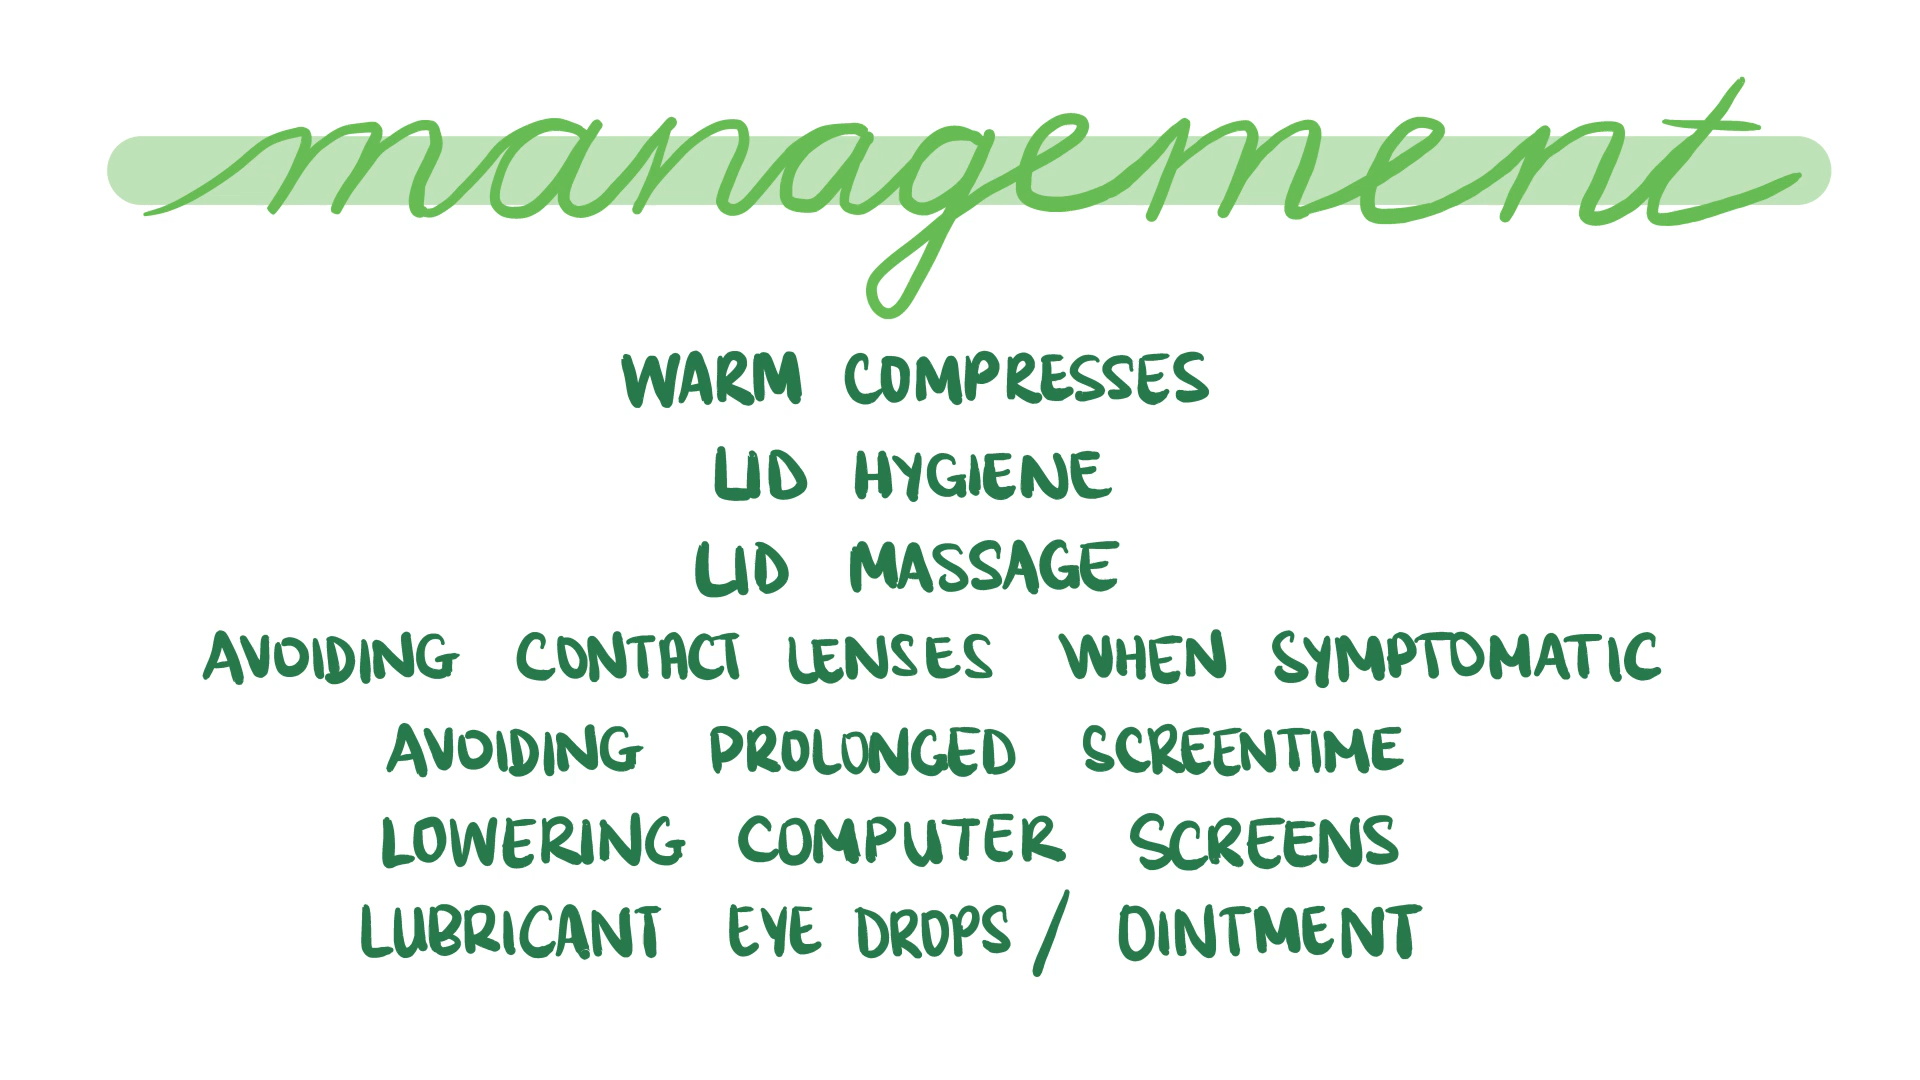 management
WARM COMPRESSES
LID HYGIENE
LID MASSAGE
AVOIDING CONTACT LENSES WHEN SYMPTOMATIC
AVOIDING PROLONGED SCREENTIME
LOWERING COMPUTER SCREENS
LUBRICANT EYE DROPS / OINTMENT